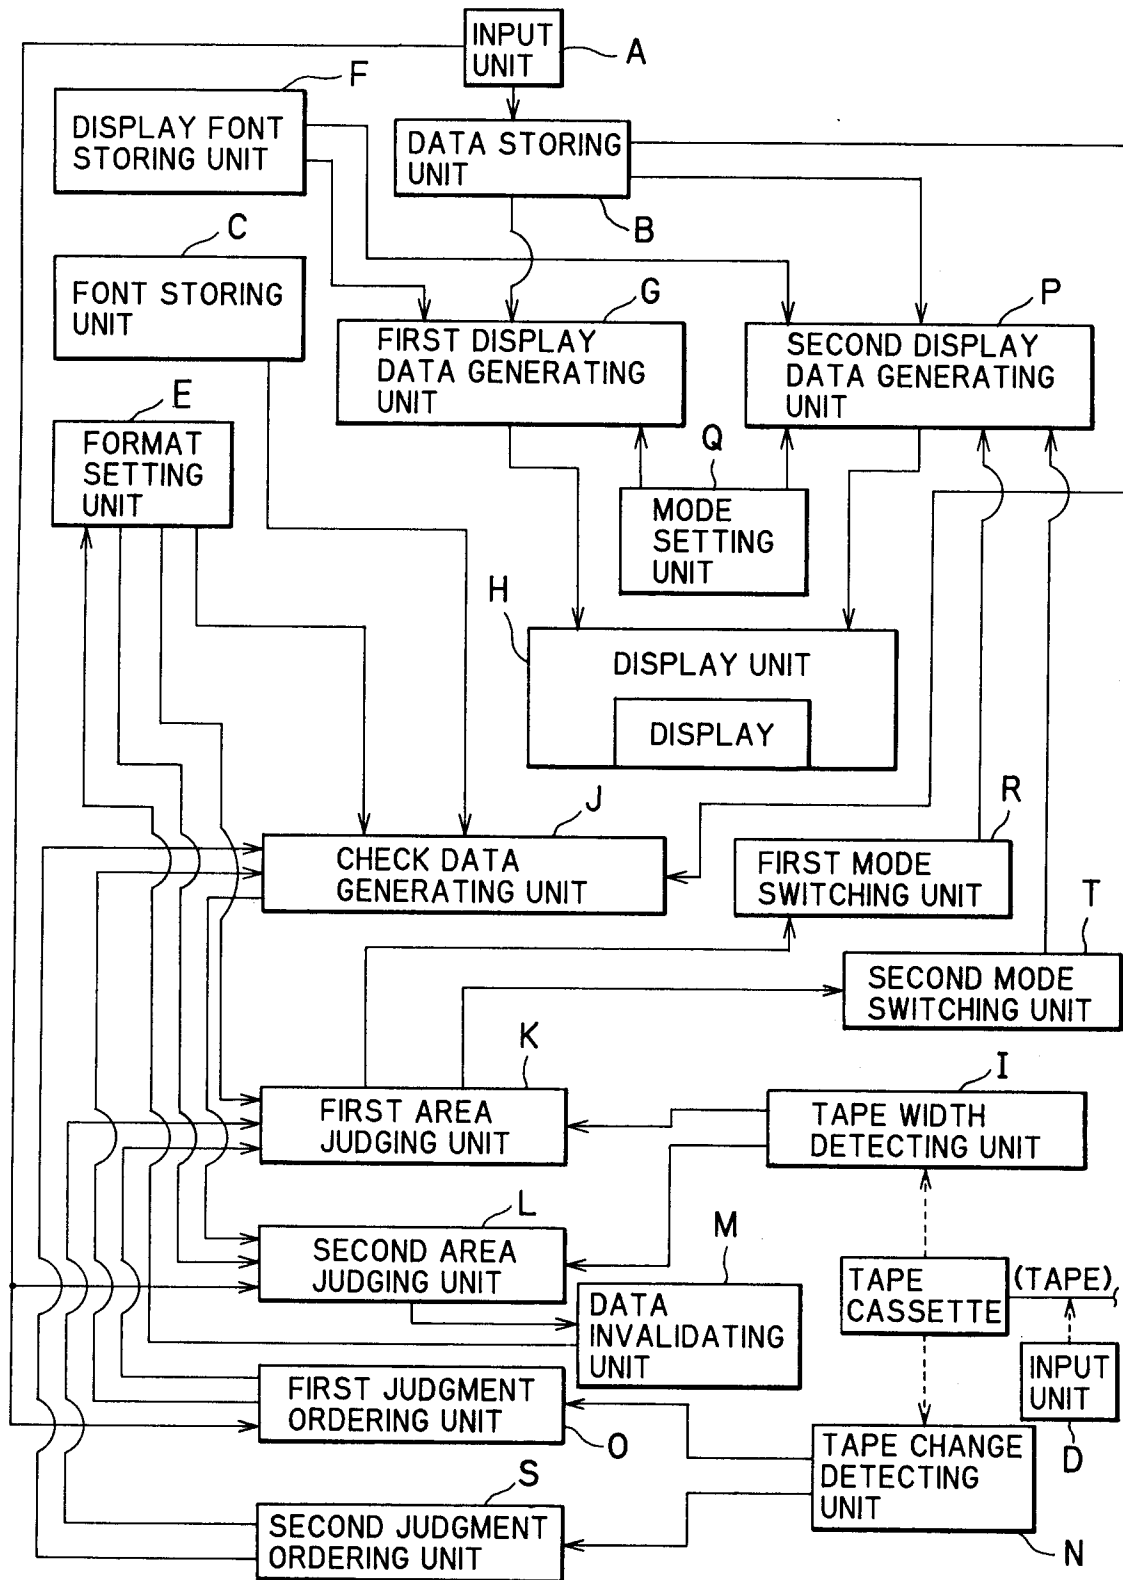 INPUT
UNIT
A
F
DISPLAY FONT
STORING UNIT
DATA STORING
UNIT
B
C
FONT STORING
UNIT
G
FIRST DISPLAY
DATA GENERATING
UNIT
P
SECOND DISPLAY
DATA GENERATING
UNIT
E
FORMAT
SETTING
UNIT
Q
MODE
SETTING
UNIT
H
DISPLAY UNIT
DISPLAY
J
CHECK DATA
GENERATING UNIT
R
FIRST MODE
SWITCHING UNIT
T
SECOND MODE
SWITCHING UNIT
K
FIRST AREA
JUDGING UNIT
I
TAPE WIDTH
DETECTING UNIT
L
SECOND AREA
JUDGING UNIT
M
DATA
INVALIDATING
UNIT
TAPE
CASSETTE
(TAPE)
INPUT
UNIT
D
FIRST JUDGMENT
ORDERING UNIT
O
TAPE CHANGE
DETECTING
UNIT
N
S
SECOND JUDGMENT
ORDERING UNIT